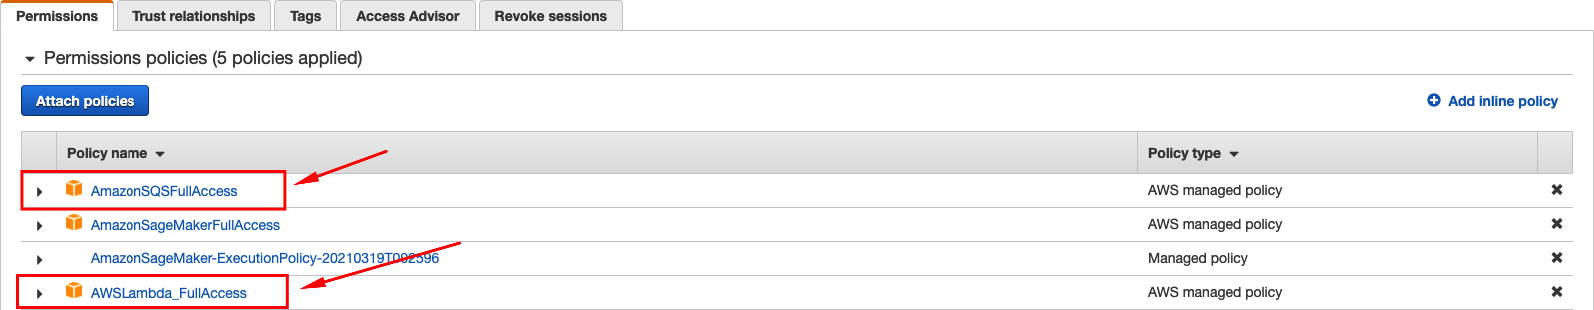 Permissions Trust relationships Tags Access Advisor Revoke sessions
Permissions policies (5 policies applied)
Attach policies Add inline policy
Policy name Policy type
AmazonSQSFullAccess AWS managed policy
AmazonSageMakerFullAccess AWS managed policy
AmazonSageMaker-ExecutionPolicy-20210319T092596 Managed policy
AWSLambda_FullAccess AWS managed policy